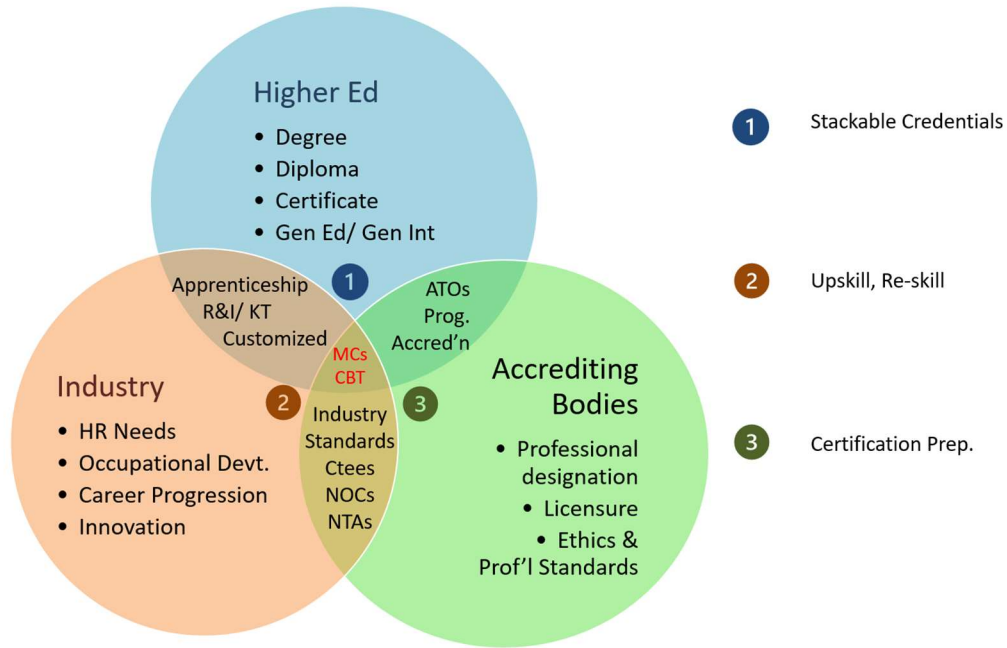 Higher Ed
• Degree
• Diploma
• Certificate
• Gen Ed/ Gen Int
1
Apprenticeship
R&I/ KT
Customized
ATOs
Prog.
Accred’n
MCs
CBT
Industry
• HR Needs
• Occupational Devt.
• Career Progression
• Innovation
2
3
Industry
Standards
Ctees
NOCs
NTAs
Accrediting
Bodies
• Professional
designation
• Licensure
• Ethics &
Prof’l Standards
1 Stackable Credentials
2 Upskill, Re-skill
3 Certification Prep.